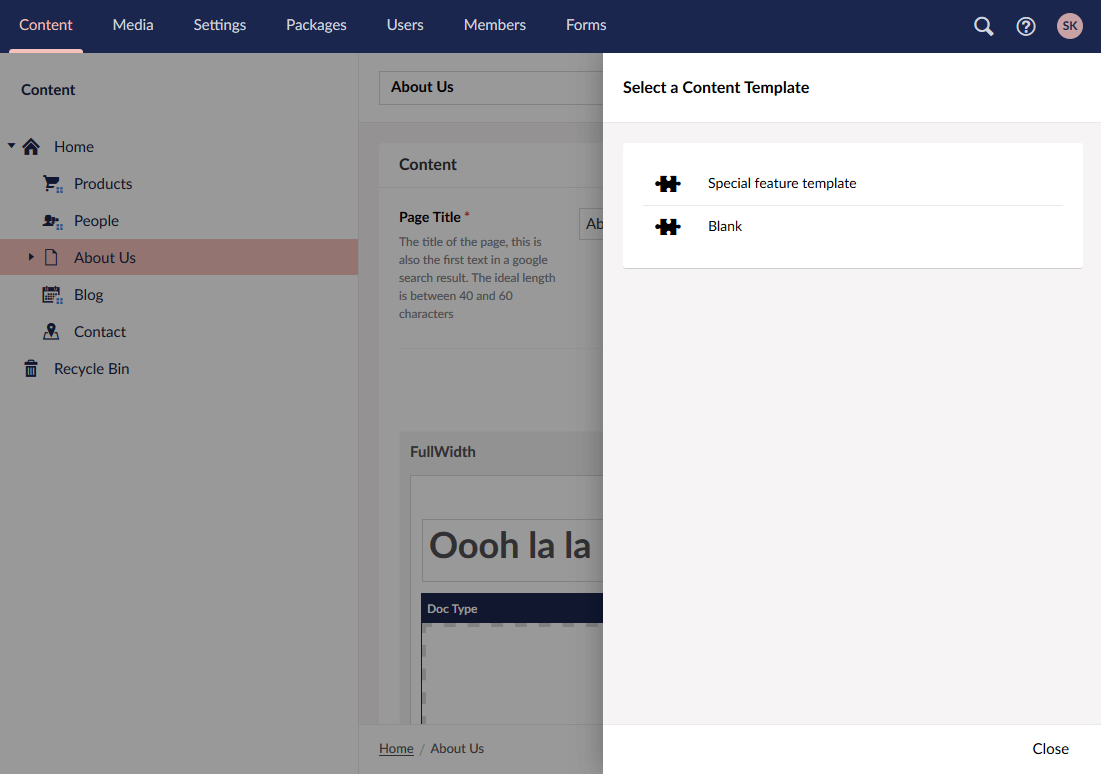 Content
Media
Settings
Packages
Users
Members
Forms
SK
Content
Home
Products
People
About Us
Blog
Contact
Recycle Bin
About Us
Content
Page Title *
The title of the page, this is
also the first text in a google
search result. The ideal length
is between 40 and 60
characters
Ab
FullWidth
Oooh la la
Doc Type
Home / About Us
Select a Content Template
Special feature template
Blank
Close